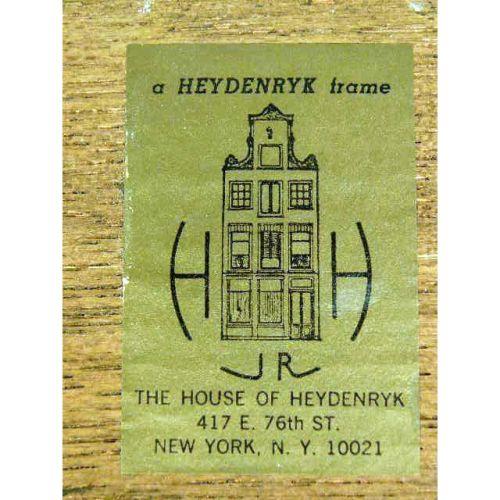 a HEYDENRYK frame
H H
JR
THE HOUSE OF HEYDENRYK
417 E. 76th ST.
NEW YORK, N. Y. 10021